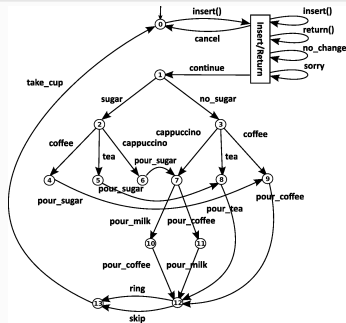 insert()
insert()
0
return()
cancel
Insert/Return
no_change
continue
sorry
1
take_cup
sugar
no_sugar
2
3
coffee
cappuccino
cappuccino
coffee
tea
pour_sugar
tea
4
5
6
7
8
9
pour_sugar
pour_sugar
pour_tea
pour_coffee
pour_milk
pour_coffee
10
11
pour_coffee
pour_milk
ring
13
12
skip